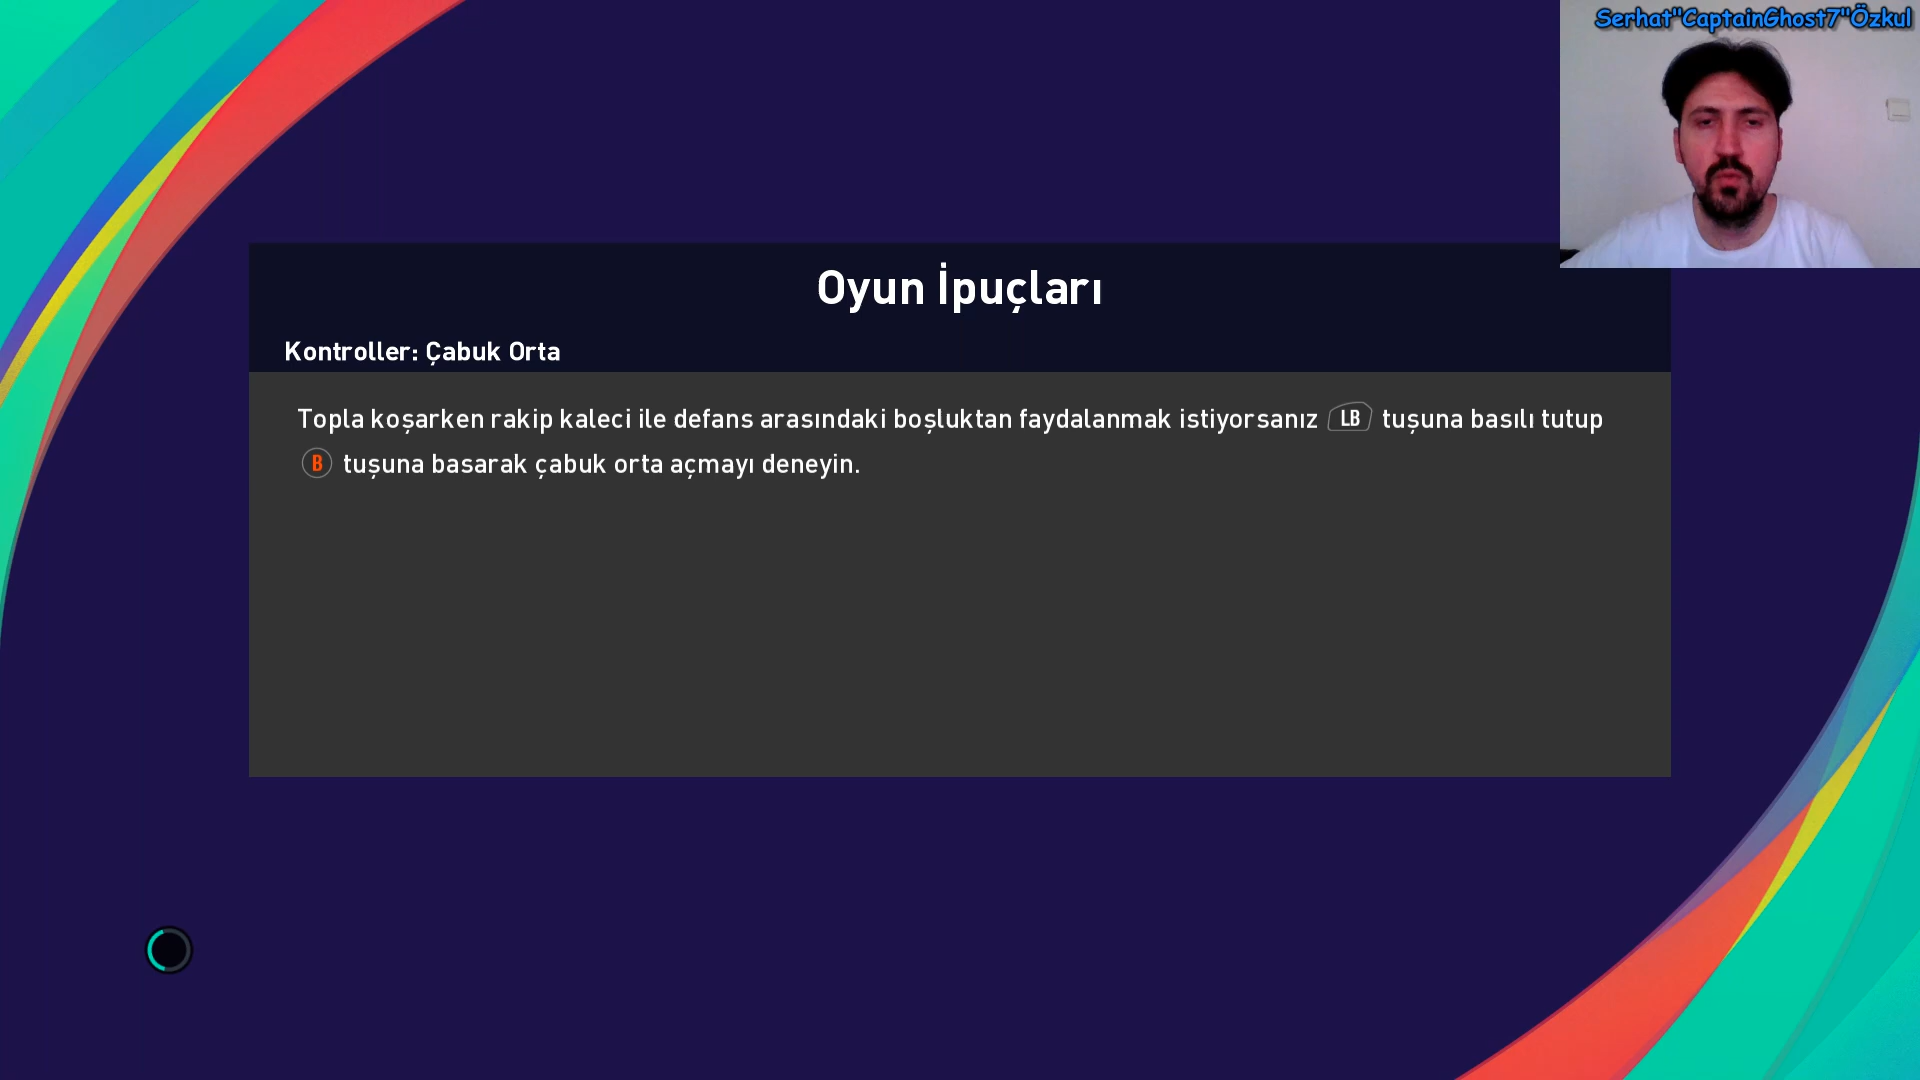 Serhat"CaptainGhost7"Özkul
Oyun İpuçları
Kontroller: Çabuk Orta
Topla koşarken rakip kaleci ile defans arasındaki boşluktan faydalanmak istiyorsanız LB tuşuna basılı tutup
B tuşuna basarak çabuk orta açmayı deneyin.